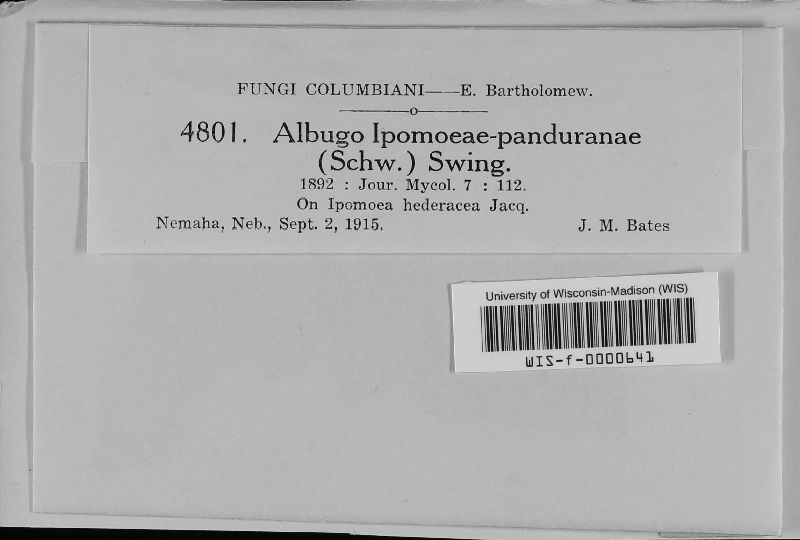 FUNGI COLUMBIANI——E. Bartholomew.
4801. Albugo Ipomoeae-panduranae
(Schw.) Swing.
1892 : Jour. Mycol. 7 : 112.
On Ipomoea hederacea Jacq.
Nemaha, Neb., Sept. 2, 1915. J. M. Bates
University of Wisconsin-Madison (WIS)
WIS-f-0000641